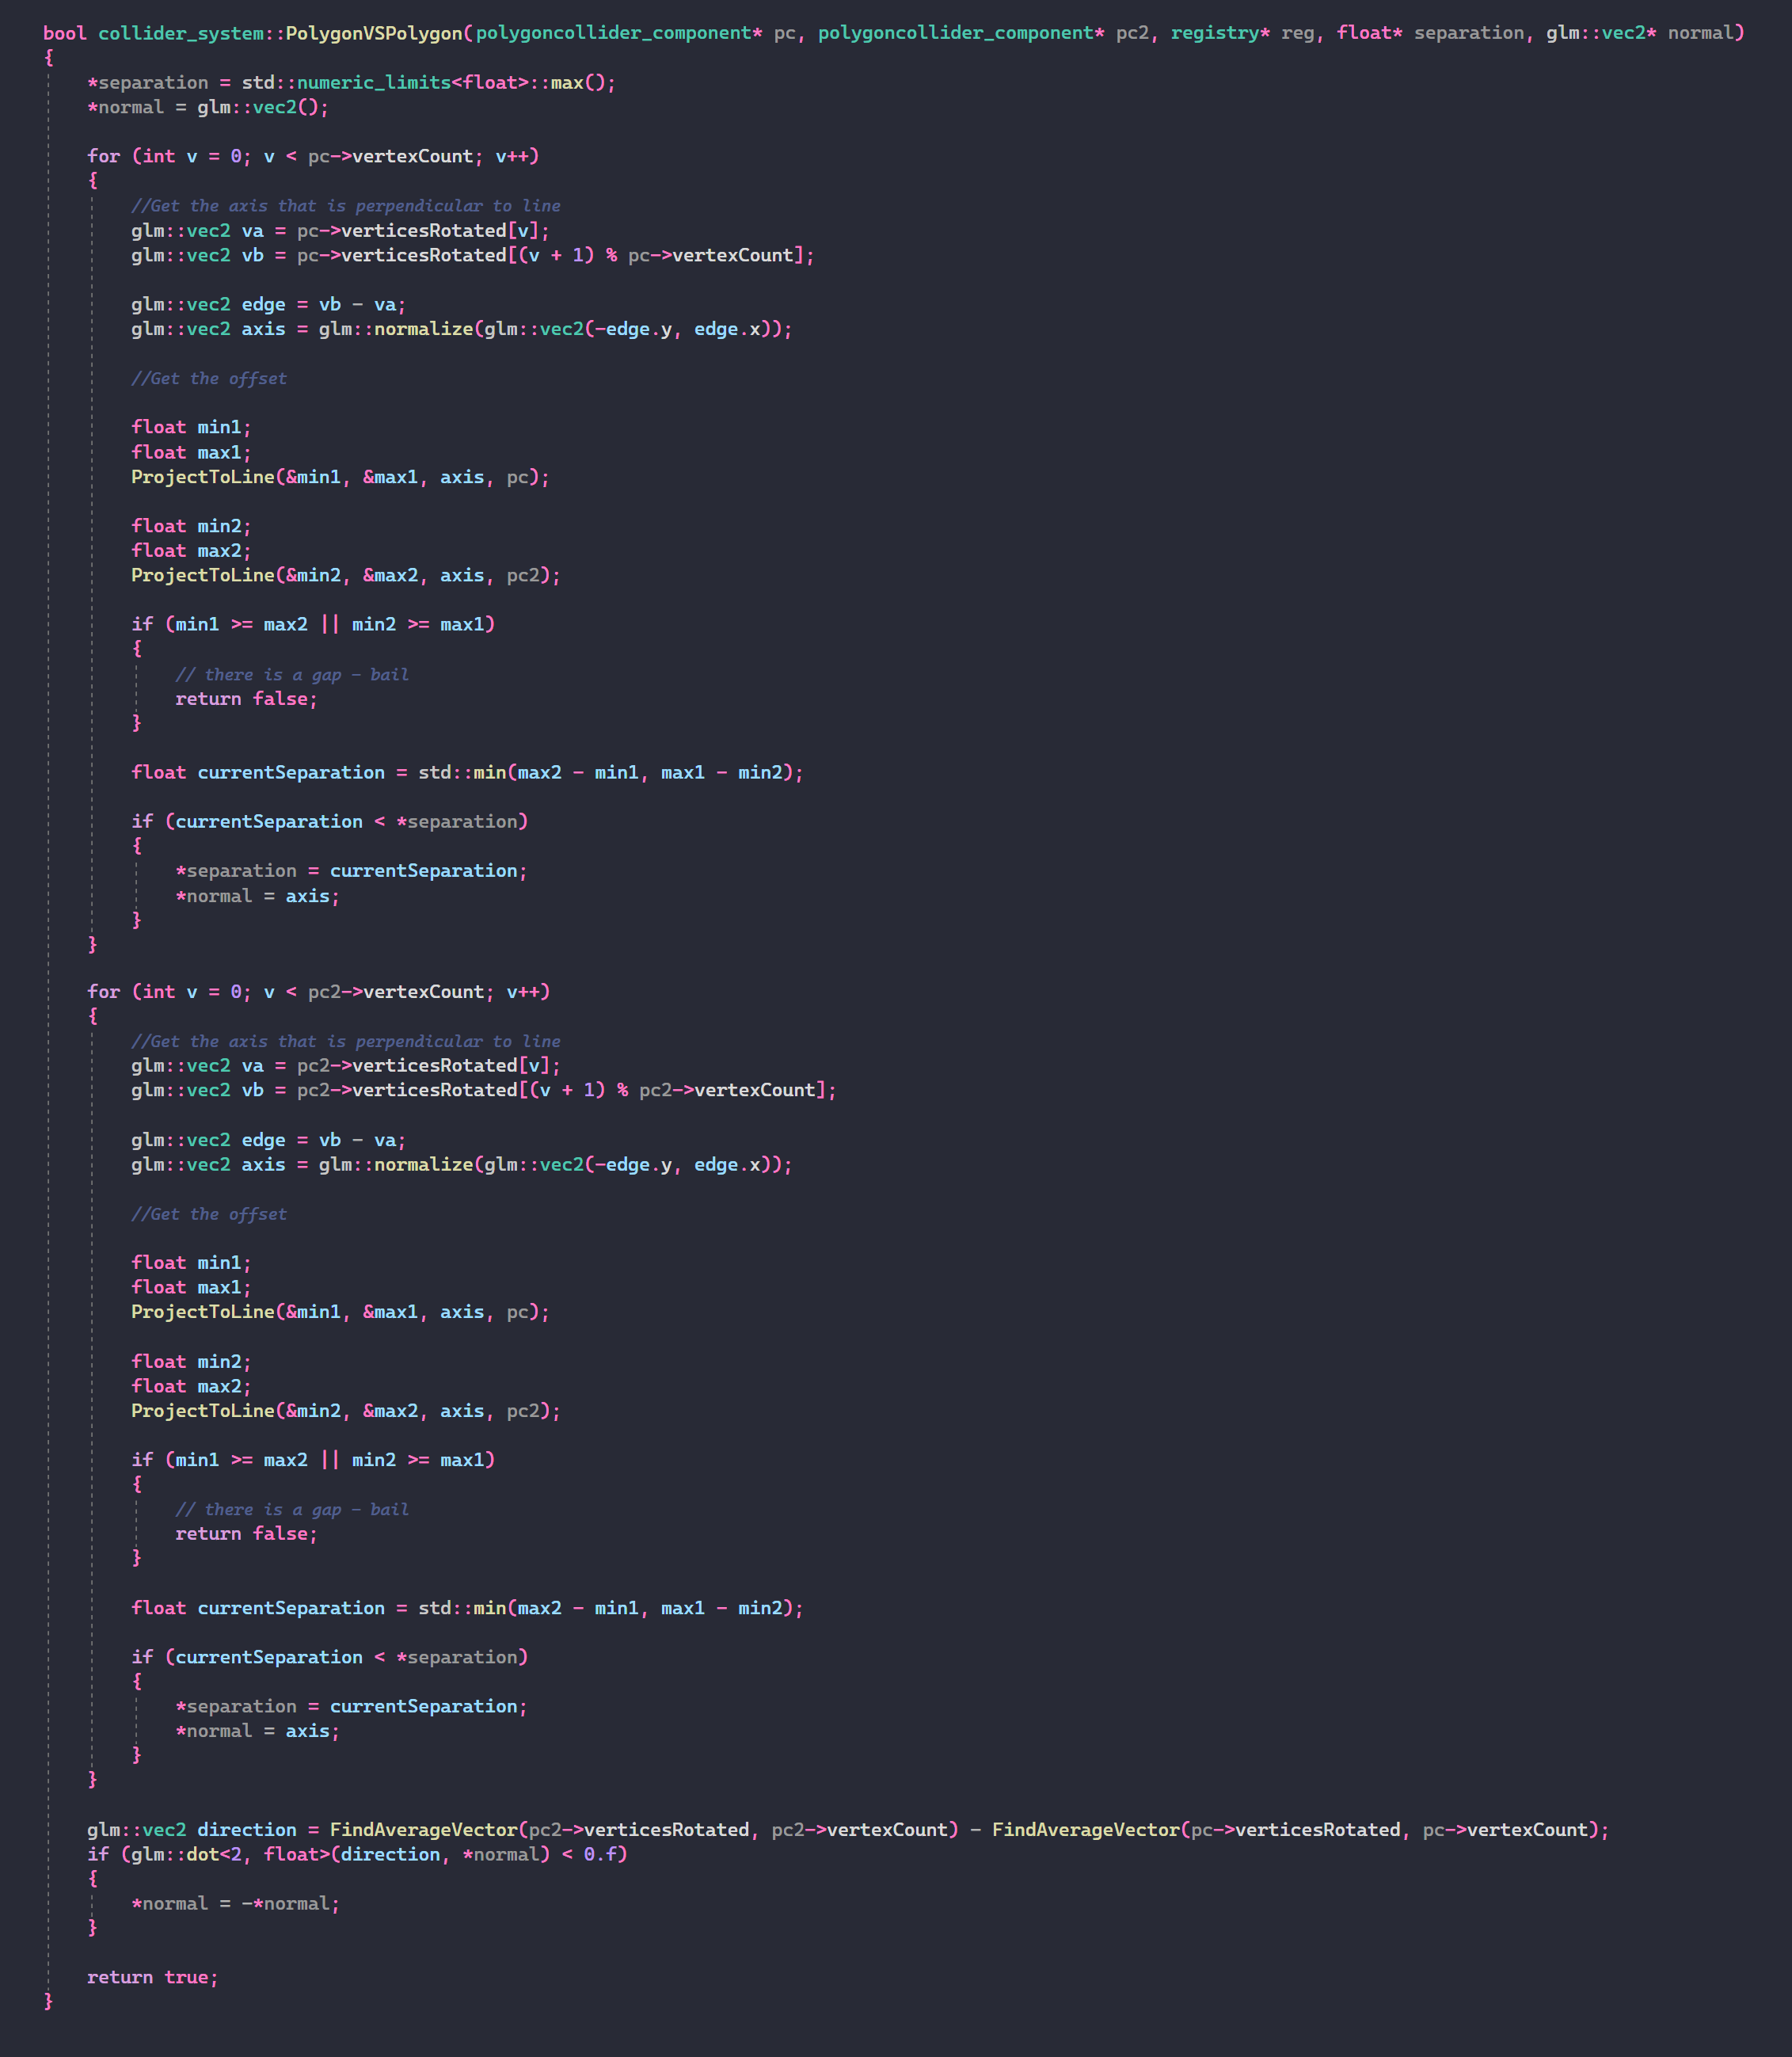 bool collider_system::PolygonVSPolygon(polygoncollider_component* pc, polygoncollider_component* pc2, registry* reg, float* separation, glm::vec2* normal)
{
    *separation = std::numeric_limits<float>::max();
    *normal = glm::vec2();

    for (int v = 0; v < pc->vertexCount; v++)
    {
        //Get the axis that is perpendicular to line
        glm::vec2 va = pc->verticesRotated[v];
        glm::vec2 vb = pc->verticesRotated[(v + 1) % pc->vertexCount];

        glm::vec2 edge = vb - va;
        glm::vec2 axis = glm::normalize(glm::vec2(-edge.y, edge.x));

        //Get the offset

        float min1;
        float max1;
        ProjectToLine(&min1, &max1, axis, pc);

        float min2;
        float max2;
        ProjectToLine(&min2, &max2, axis, pc2);

        if (min1 >= max2 || min2 >= max1)
        {
            // there is a gap - bail
            return false;
        }

        float currentSeparation = std::min(max2 - min1, max1 - min2);

        if (currentSeparation < *separation)
        {
            *separation = currentSeparation;
            *normal = axis;
        }
    }

    for (int v = 0; v < pc2->vertexCount; v++)
    {
        //Get the axis that is perpendicular to line
        glm::vec2 va = pc2->verticesRotated[v];
        glm::vec2 vb = pc2->verticesRotated[(v + 1) % pc2->vertexCount];

        glm::vec2 edge = vb - va;
        glm::vec2 axis = glm::normalize(glm::vec2(-edge.y, edge.x));

        //Get the offset

        float min1;
        float max1;
        ProjectToLine(&min1, &max1, axis, pc);

        float min2;
        float max2;
        ProjectToLine(&min2, &max2, axis, pc2);

        if (min1 >= max2 || min2 >= max1)
        {
            // there is a gap - bail
            return false;
        }

        float currentSeparation = std::min(max2 - min1, max1 - min2);

        if (currentSeparation < *separation)
        {
            *separation = currentSeparation;
            *normal = axis;
        }
    }

    glm::vec2 direction = FindAverageVector(pc2->verticesRotated, pc2->vertexCount) - FindAverageVector(pc->verticesRotated, pc->vertexCount);
    if (glm::dot<2, float>(direction, *normal) < 0.f)
    {
        *normal = -*normal;
    }

    return true;
}